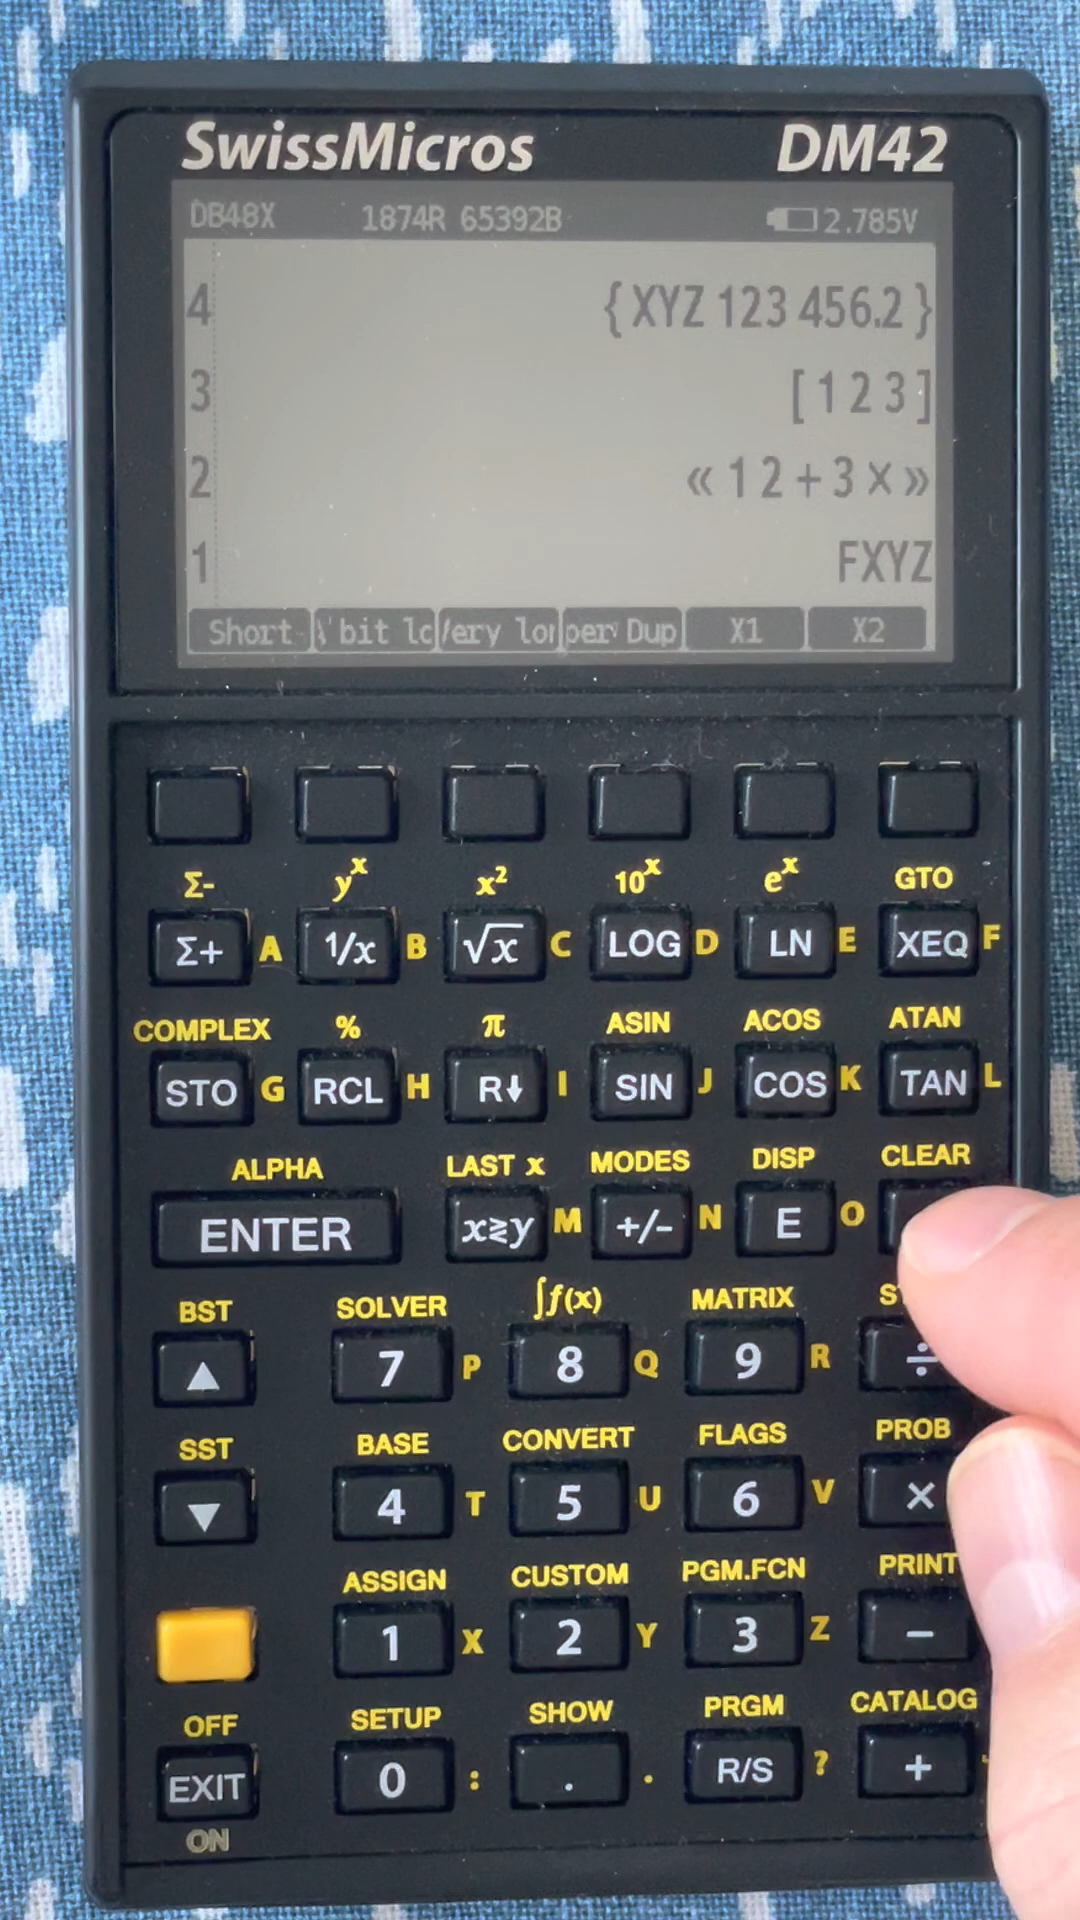 SwissMicros DM42
DB48X 1874R 65392B 2.785V
4 { XYZ 123 456.2 }
3 [ 1 2 3 ]
2 « 1 2 + 3 × »
1 FXYZ
Short bit Dup X1 X2
Σ- yˣ x² 10ˣ eˣ GTO
Σ+ A 1/x B √x C LOG D LN E XEQ F
COMPLEX % π ASIN ACOS ATAN
STO G RCL H R↓ I SIN J COS K TAN L
ALPHA LAST x MODES DISP CLEAR
ENTER x≷y M +/- N E O
BST SOLVER ∫f(x) MATRIX
▲ 7 P 8 Q 9 R ÷
SST BASE CONVERT FLAGS PROB
▼ 4 T 5 U 6 V ×
ASSIGN CUSTOM PGM.FCN PRINT
1 X 2 Y 3 Z −
OFF SETUP SHOW PRGM CATALOG
EXIT 0 : . . R/S ? +
ON